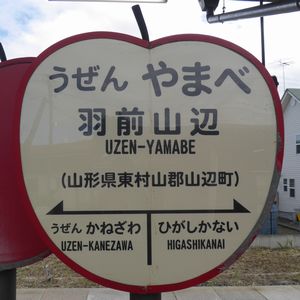 うぜん やまべ
羽前山辺
UZEN-YAMABE
(山形県東村山郡山辺町)
うぜん かねざわ ひがしかない
UZEN-KANEZAWA HIGASHIKANAI